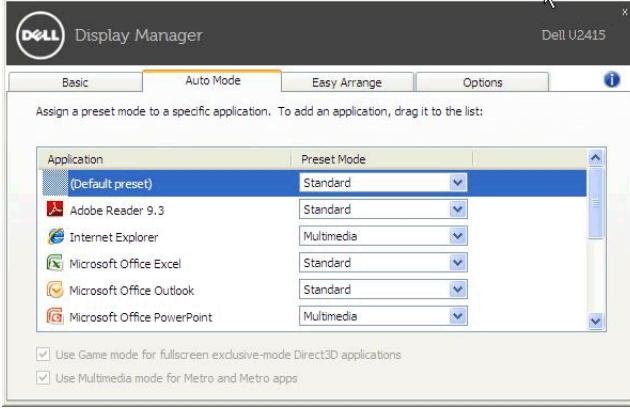 DELL Display Manager Dell U2415
Basic Auto Mode Easy Arrange Options
Assign a preset mode to a specific application. To add an application, drag it to the list:
Application Preset Mode
(Default preset) Standard
Adobe Reader 9.3 Standard
Internet Explorer Multimedia
Microsoft Office Excel Standard
Microsoft Office Outlook Standard
Microsoft Office PowerPoint Multimedia
Use Game mode for fullscreen exclusive-mode Direct3D applications
Use Multimedia mode for Metro and Metro apps